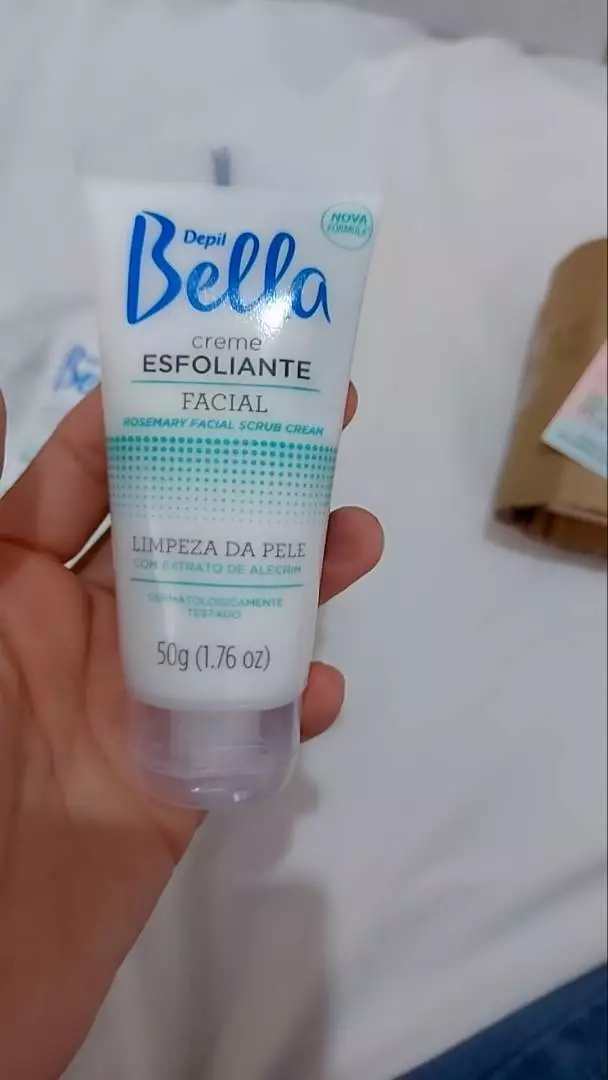 Depil
Bella
NOVA
FÓRMULA
creme
ESFOLIANTE
FACIAL
ROSEMARY FACIAL SCRUB CREAM
LIMPEZA DA PELE
COM EXTRATO DE ALECRIM
DERMATOLOGICAMENTE
TESTADO
50g (1.76 oz)